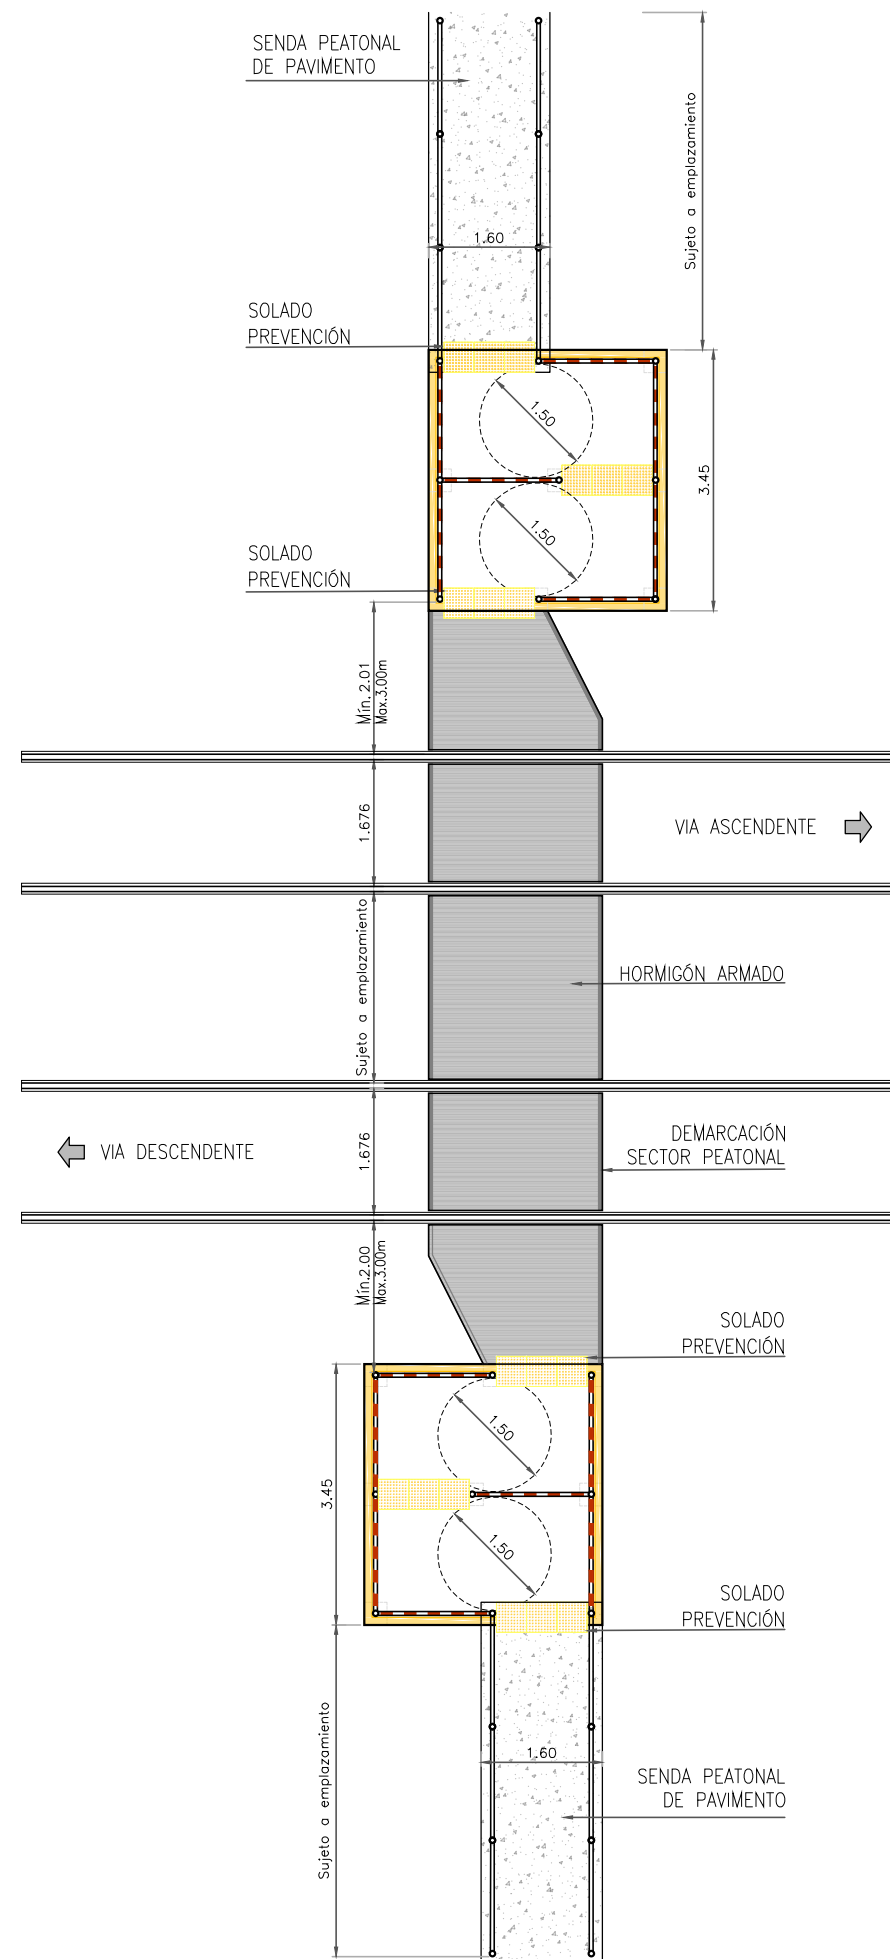 SENDA PEATONAL
DE PAVIMENTO
Sujeto a emplazamiento
1.60
SOLADO
PREVENCIÓN
1.50
3.45
1.50
SOLADO
PREVENCIÓN
Mín.2.01
Max.3.00m
1.676
VIA ASCENDENTE
Sujeto a emplazamiento
HORMIGÓN ARMADO
1.676
DEMARCACIÓN
SECTOR PEATONAL
VIA DESCENDENTE
Mín.2.00
Max.3.00m
SOLADO
PREVENCIÓN
1.50
3.45
1.50
SOLADO
PREVENCIÓN
Sujeto a emplazamiento
1.60
SENDA PEATONAL
DE PAVIMENTO